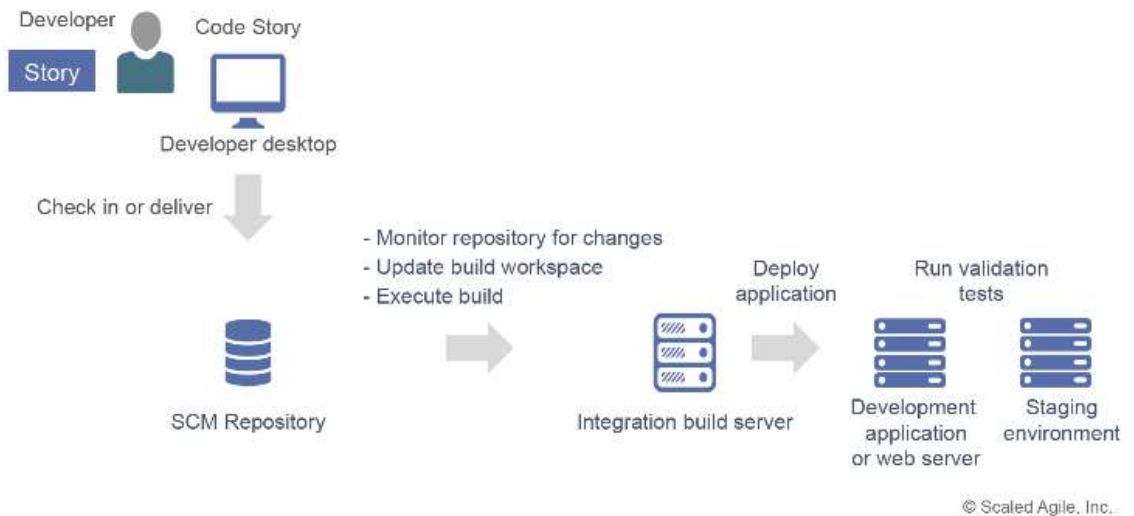 Developer
Code Story
Story
Developer desktop
Check in or deliver
- Monitor repository for changes
- Update build workspace
- Execute build
Deploy
application
Run validation
tests
SCM Repository
Integration build server
Development
application
or web server
Staging
environment
© Scaled Agile, Inc.